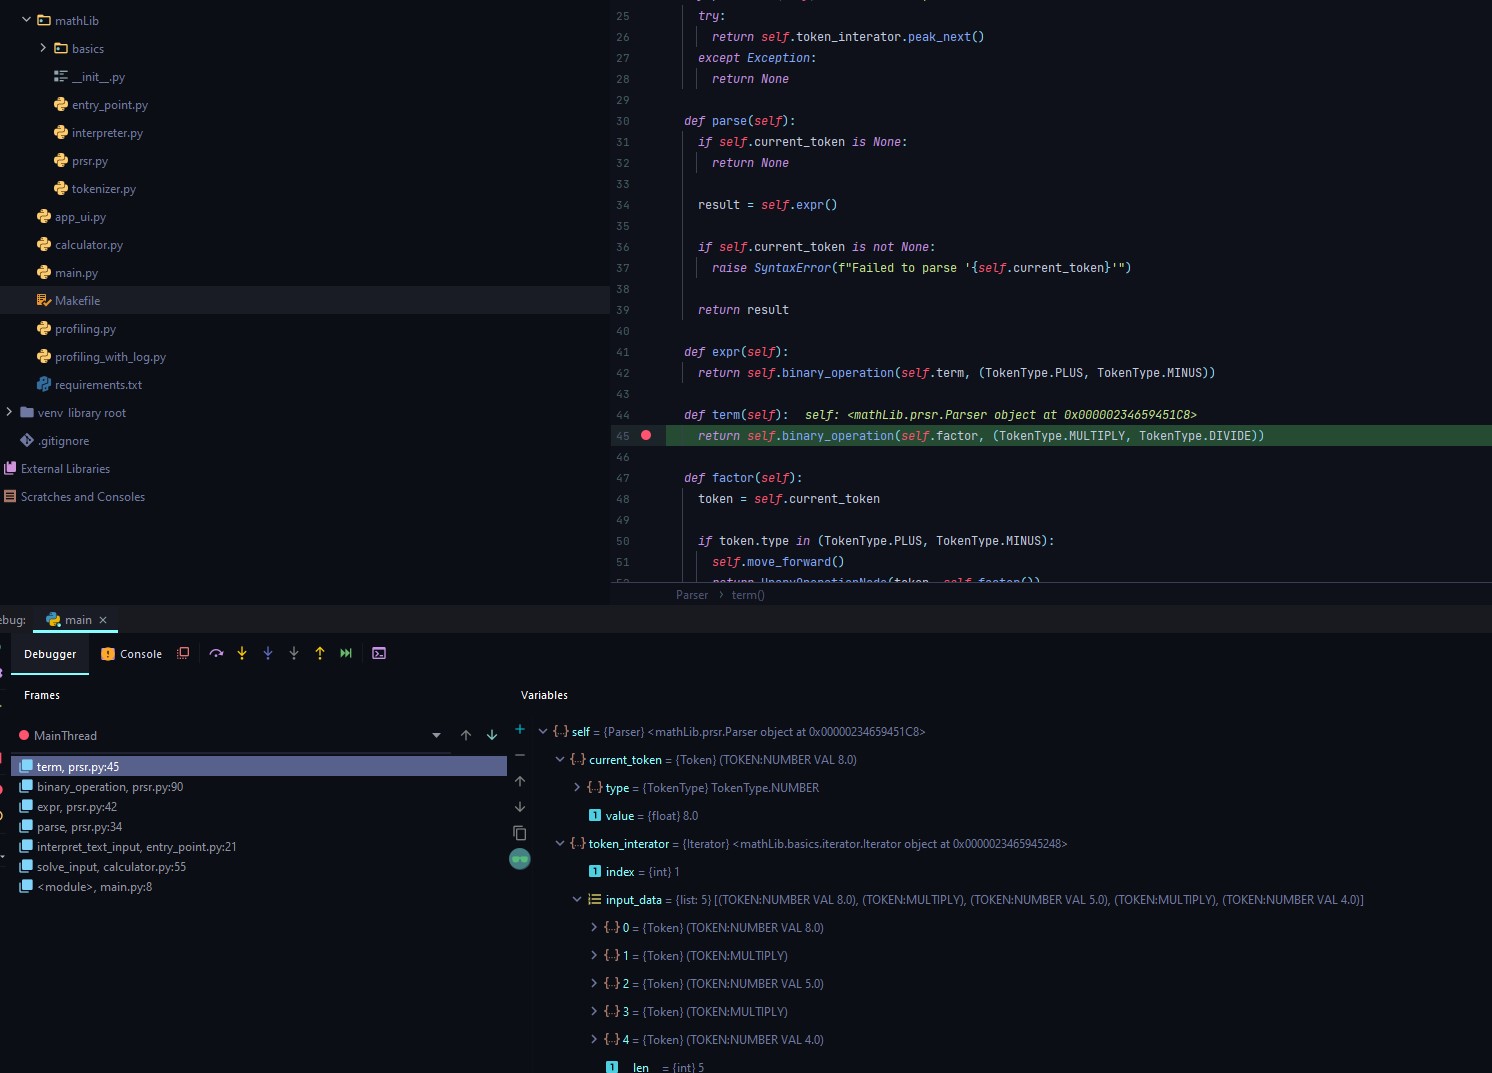 mathLib
basics
__init__.py
entry_point.py
interpreter.py
prsr.py
tokenizer.py
app_ui.py
calculator.py
main.py
Makefile
profiling.py
profiling_with_log.py
requirements.txt
venv library root
.gitignore
External Libraries
Scratches and Consoles
25 try:
26 return self.token_interator.peak_next()
27 except Exception:
28 return None
29
30 def parse(self):
31 if self.current_token is None:
32 return None
33
34 result = self.expr()
35
36 if self.current_token is not None:
37 raise SyntaxError(f"Failed to parse '{self.current_token}'")
38
39 return result
40
41 def expr(self):
42 return self.binary_operation(self.term, (TokenType.PLUS, TokenType.MINUS))
43
44 def term(self): self: <mathLib.prsr.Parser object at 0x00000234659451C8>
45 return self.binary_operation(self.factor, (TokenType.MULTIPLY, TokenType.DIVIDE))
46
47 def factor(self):
48 token = self.current_token
49
50 if token.type in (TokenType.PLUS, TokenType.MINUS):
51 self.move_forward()
Parser › term()
ebug: main ×
Debugger Console
Frames
MainThread
term, prsr.py:45
binary_operation, prsr.py:90
expr, prsr.py:42
parse, prsr.py:34
interpret_text_input, entry_point.py:21
solve_input, calculator.py:55
<module>, main.py:8
Variables
{..} self = {Parser} <mathLib.prsr.Parser object at 0x00000234659451C8>
{..} current_token = {Token} (TOKEN:NUMBER VAL 8.0)
{..} type = {TokenType} TokenType.NUMBER
1 value = {float} 8.0
{..} token_interator = {Iterator} <mathLib.basics.iterator.Iterator object at 0x0000023465945248>
1 index = {int} 1
input_data = {list: 5} [(TOKEN:NUMBER VAL 8.0), (TOKEN:MULTIPLY), (TOKEN:NUMBER VAL 5.0), (TOKEN:MULTIPLY), (TOKEN:NUMBER VAL 4.0)]
{..} 0 = {Token} (TOKEN:NUMBER VAL 8.0)
{..} 1 = {Token} (TOKEN:MULTIPLY)
{..} 2 = {Token} (TOKEN:NUMBER VAL 5.0)
{..} 3 = {Token} (TOKEN:MULTIPLY)
{..} 4 = {Token} (TOKEN:NUMBER VAL 4.0)
1 __len__ = {int} 5